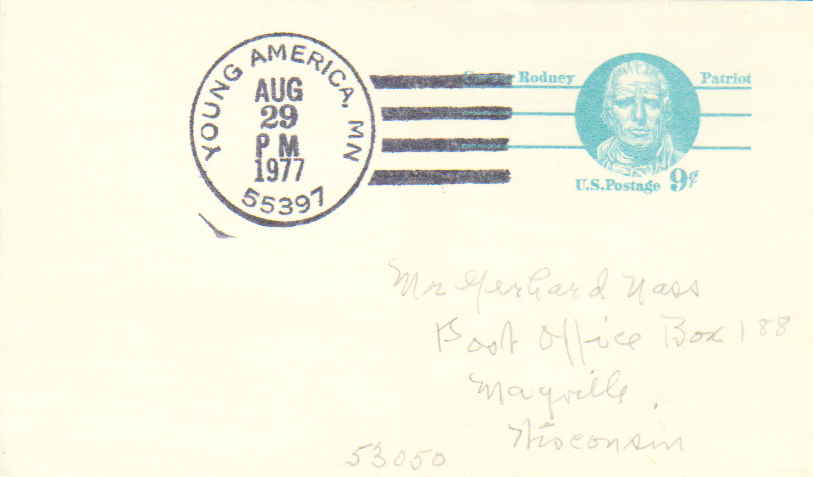 YOUNG AMERICA, MN
AUG
29
PM
1977
55397
Caesar Rodney
Patriot
U.S. Postage 9¢
Mr Gerhard Nass
Post Office Box 188
Mayville,
Wisconsin
53050